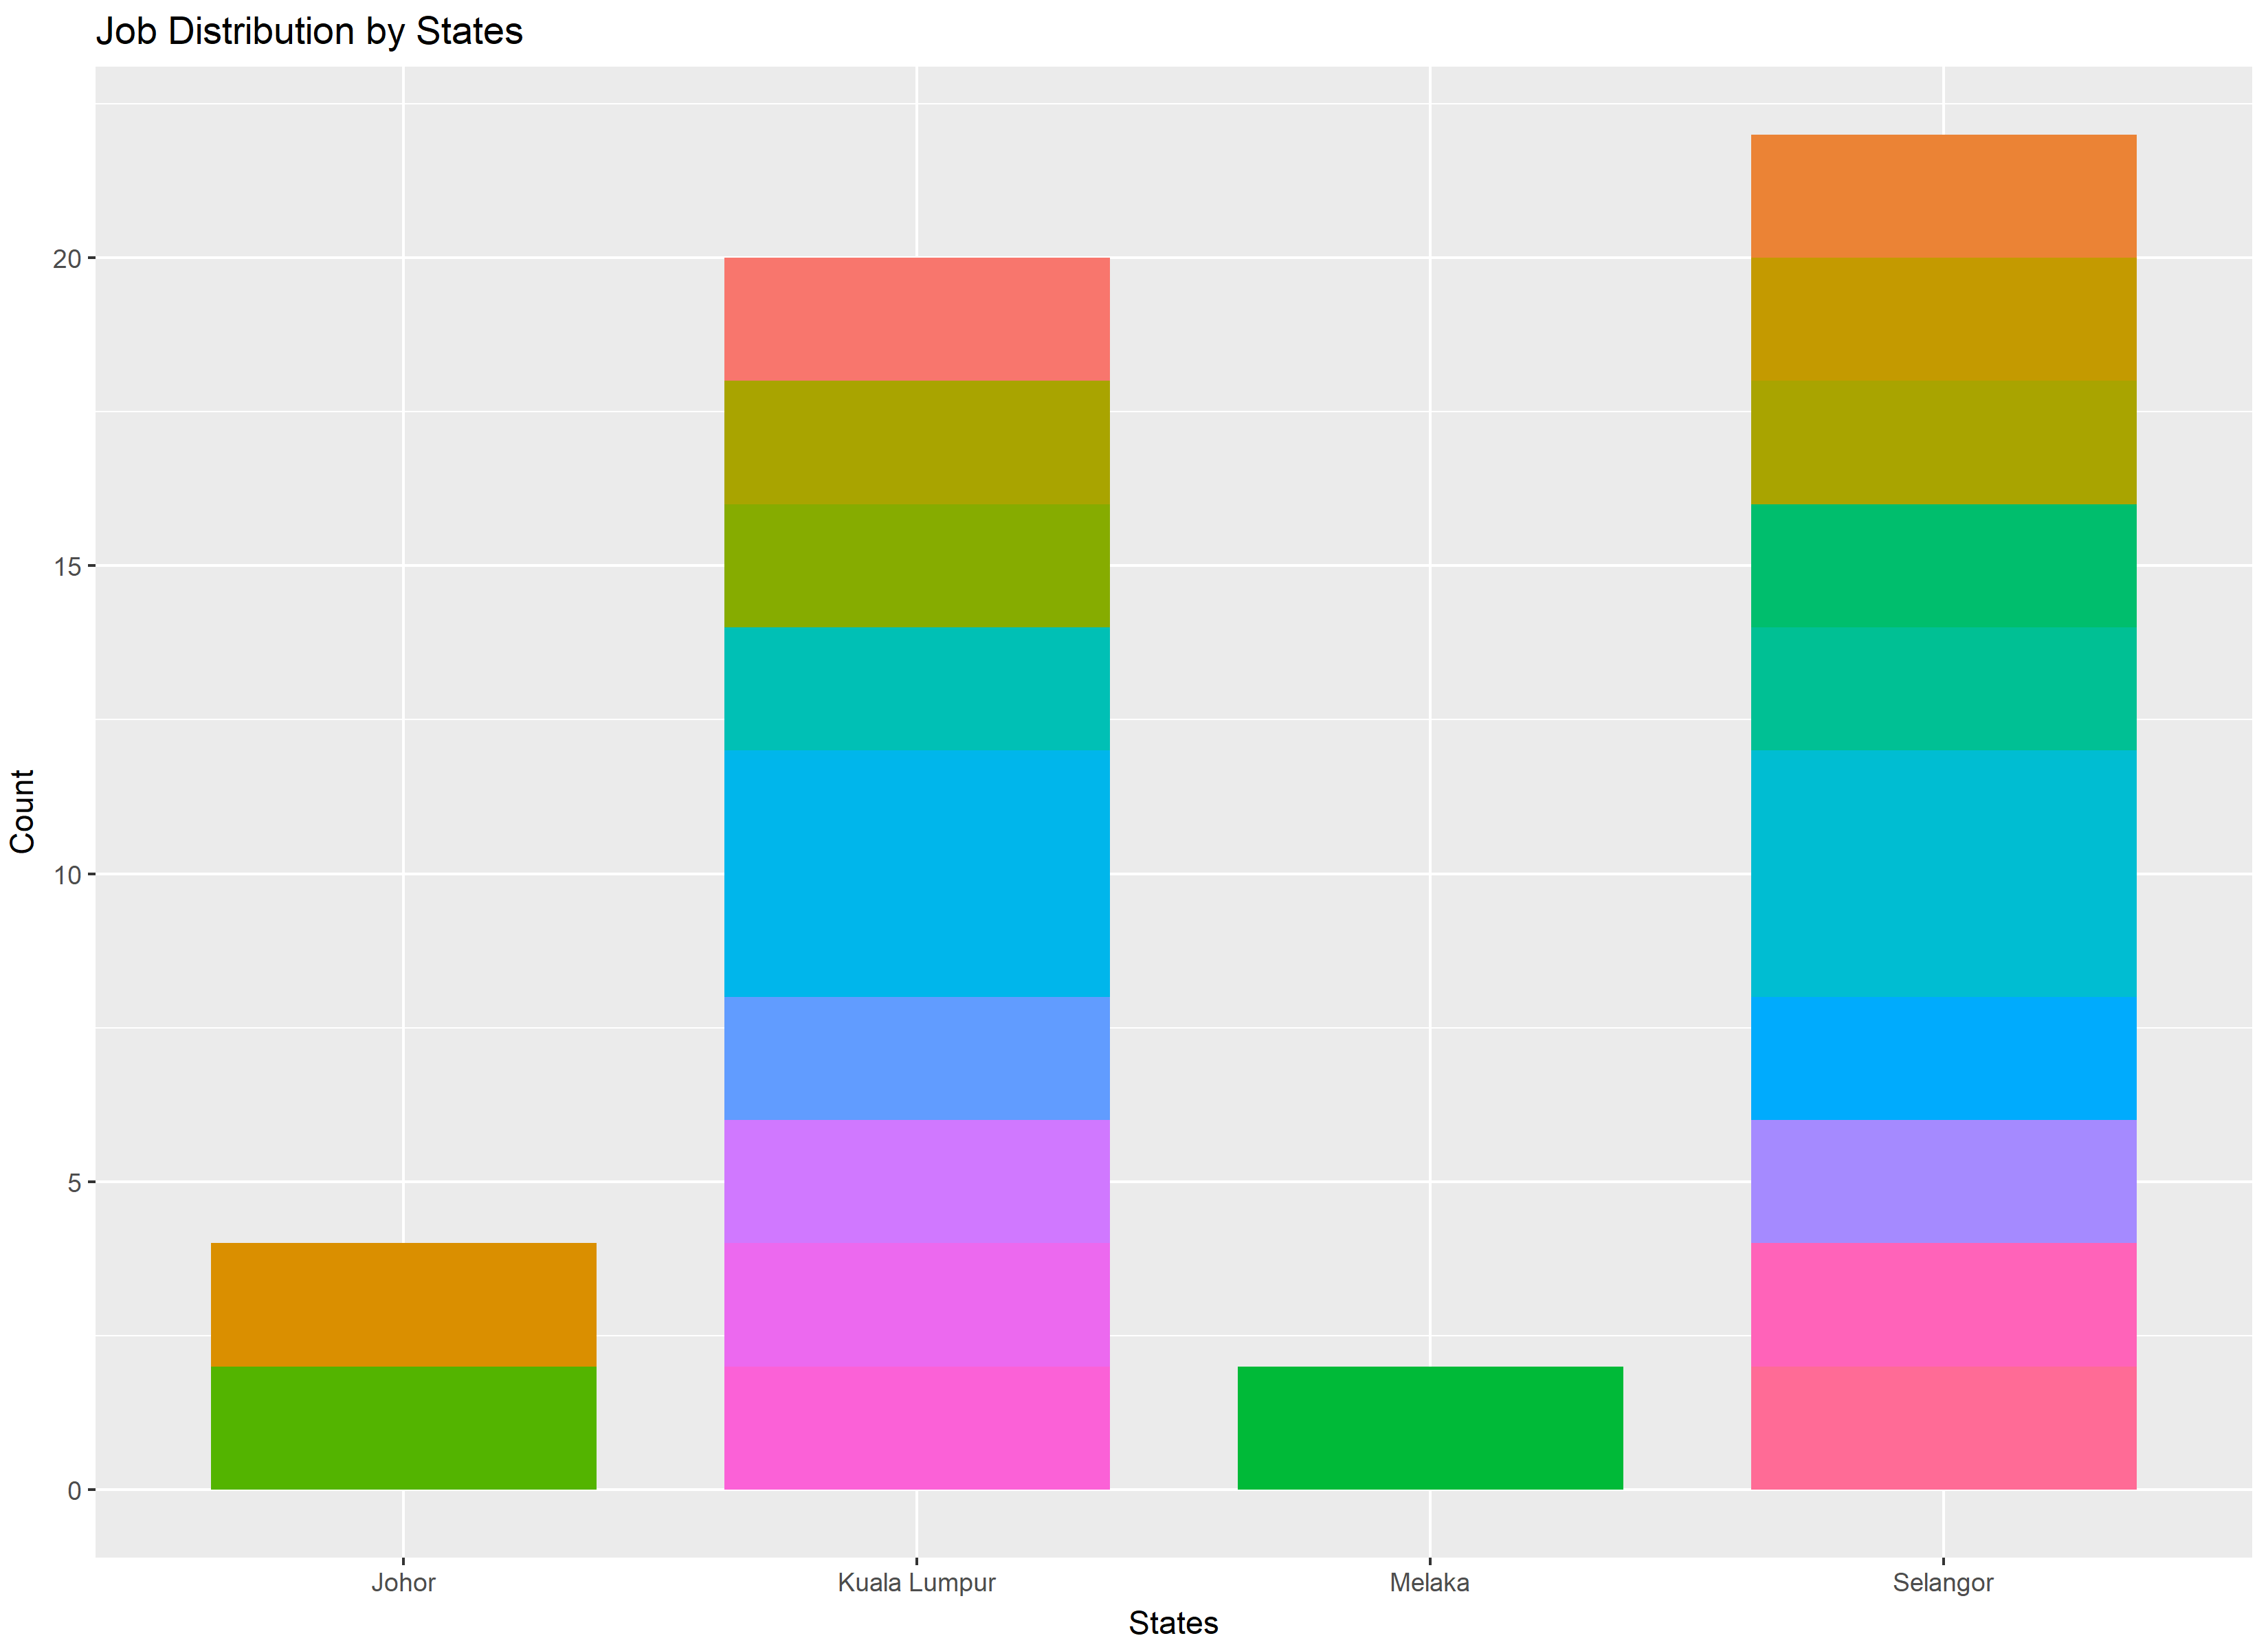 Job Distribution by States
Count
20
15
10
5
0
Johor
Kuala Lumpur
Melaka
Selangor
States